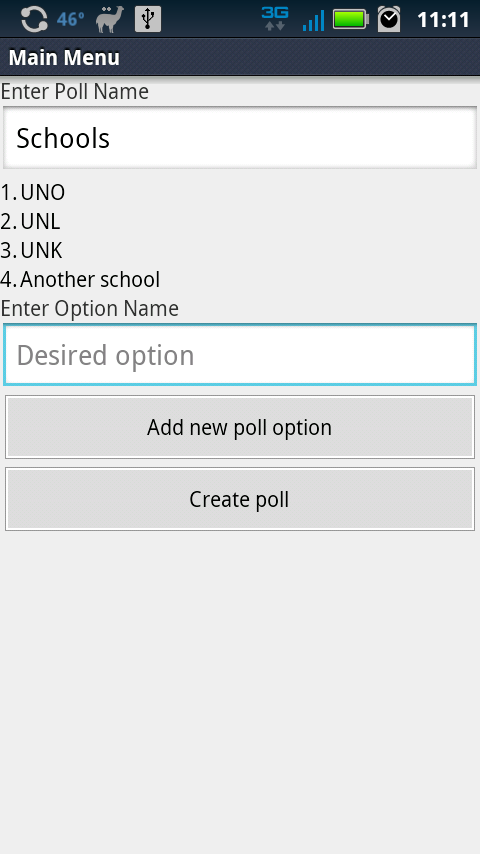 46° 3G 11:11
Main Menu
Enter Poll Name
Schools
1. UNO
2. UNL
3. UNK
4. Another school
Enter Option Name
Desired option
Add new poll option
Create poll